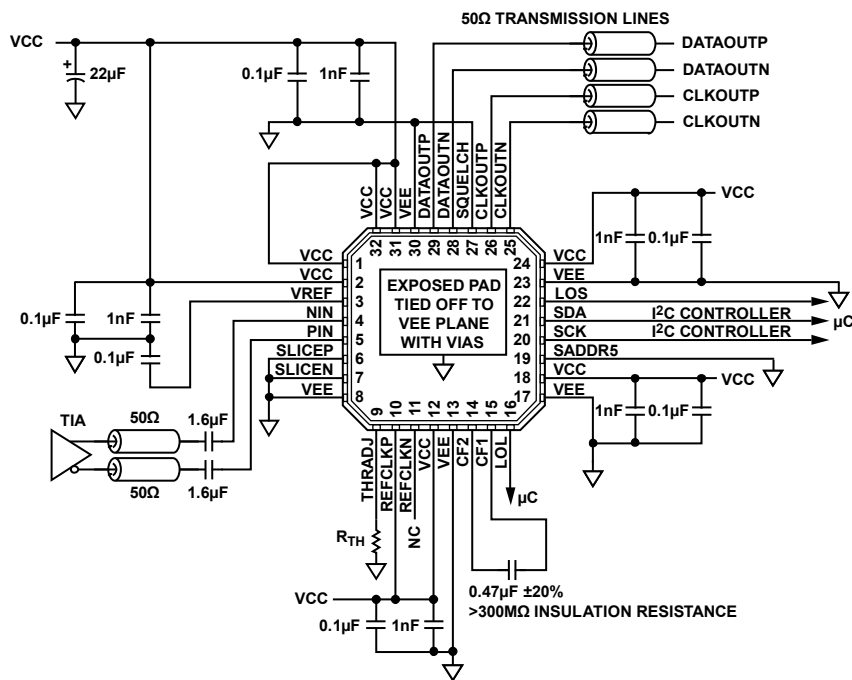 50Ω TRANSMISSION LINES
VCC
DATAOUTP
DATAOUTN
CLKOUTP
CLKOUTN
+
22µF
0.1µF
1nF
VCC
VCC
VEE
DATAOUTP
DATAOUTN
SQUELCH
CLKOUTP
CLKOUTN
32
31
30
29
28
27
26
25
VCC
VCC
VREF
NIN
PIN
SLICEP
SLICEN
VEE
1
2
3
4
5
6
7
8
EXPOSED PAD
TIED OFF TO
VEE PLANE
WITH VIAS
24
23
22
21
20
19
18
17
VCC
VEE
LOS
SDA
SCK
SADDR5
VCC
VEE
VCC
1nF
0.1µF
I2C CONTROLLER
I2C CONTROLLER
µC
VCC
1nF
0.1µF
0.1µF
1nF
0.1µF
TIA
50Ω
1.6µF
50Ω
1.6µF
9
10
11
12
13
14
15
16
THRADJ
REFCLKP
REFCLKN
VCC
VEE
CF2
CF1
LOL
µC
RTH
NC
VCC
0.1µF
1nF
0.47µF ±20%
>300MΩ INSULATION RESISTANCE